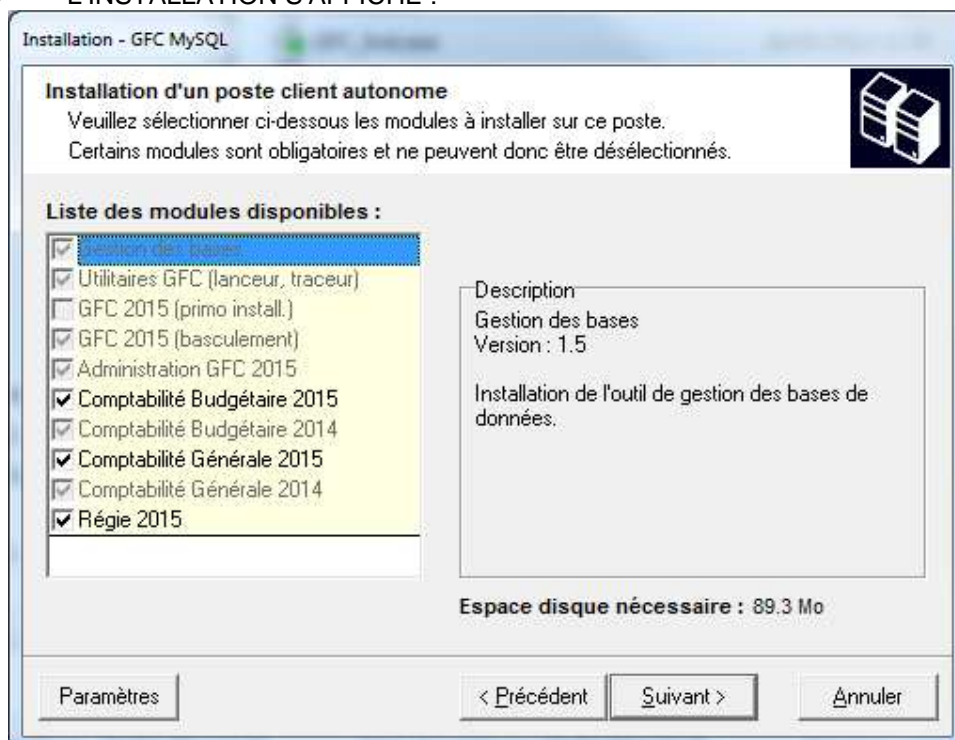 L'INSTALLATION S'AFFICHE :
Installation - GFC MySQL
Installation d'un poste client autonome
Veuillez sélectionner ci-dessous les modules à installer sur ce poste.
Certains modules sont obligatoires et ne peuvent donc être désélectionnés.
Liste des modules disponibles :
Gestion des bases
Utilitaires GFC (lanceur, traceur)
GFC 2015 (primo install.)
GFC 2015 (basculement)
Administration GFC 2015
Comptabilité Budgétaire 2015
Comptabilité Budgétaire 2014
Comptabilité Générale 2015
Comptabilité Générale 2014
Régie 2015
Description
Gestion des bases
Version : 1.5
Installation de l'outil de gestion des bases de
données.
Espace disque nécessaire : 89.3 Mo
Paramètres
< Précédent
Suivant >
Annuler